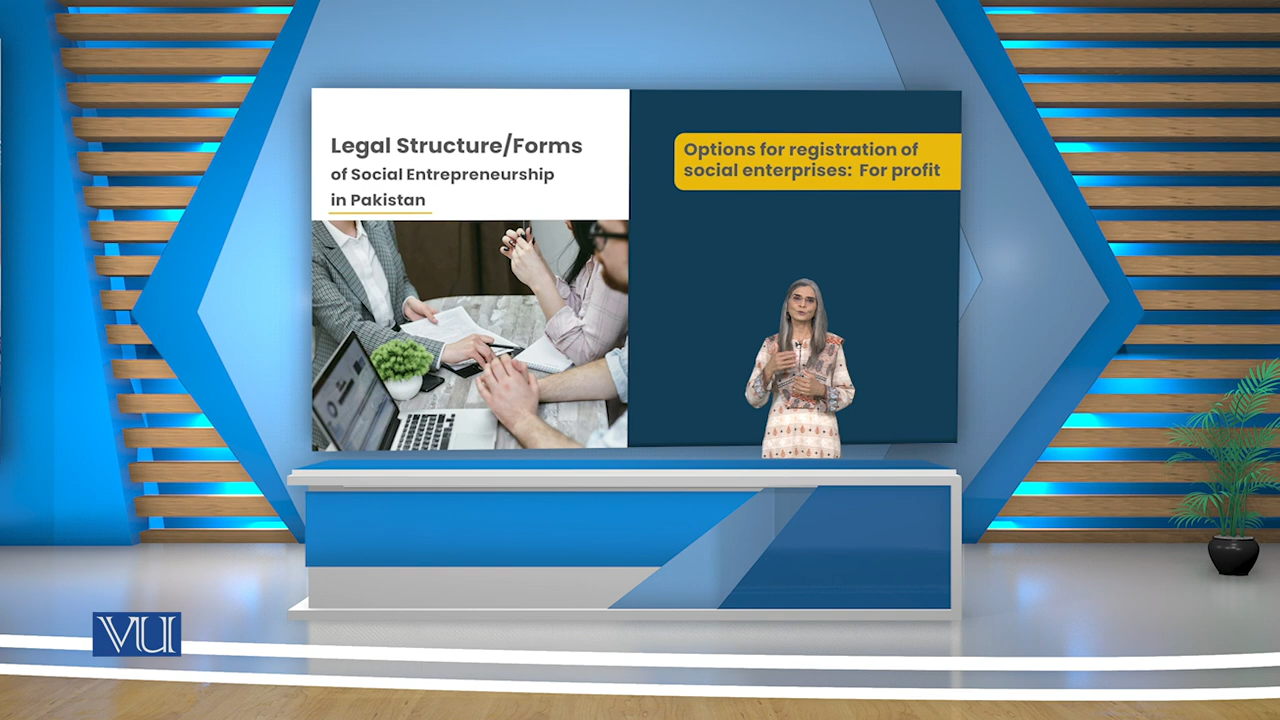 Legal Structure/Forms
of Social Entrepreneurship
in Pakistan
Options for registration of
social enterprises: For profit
VU